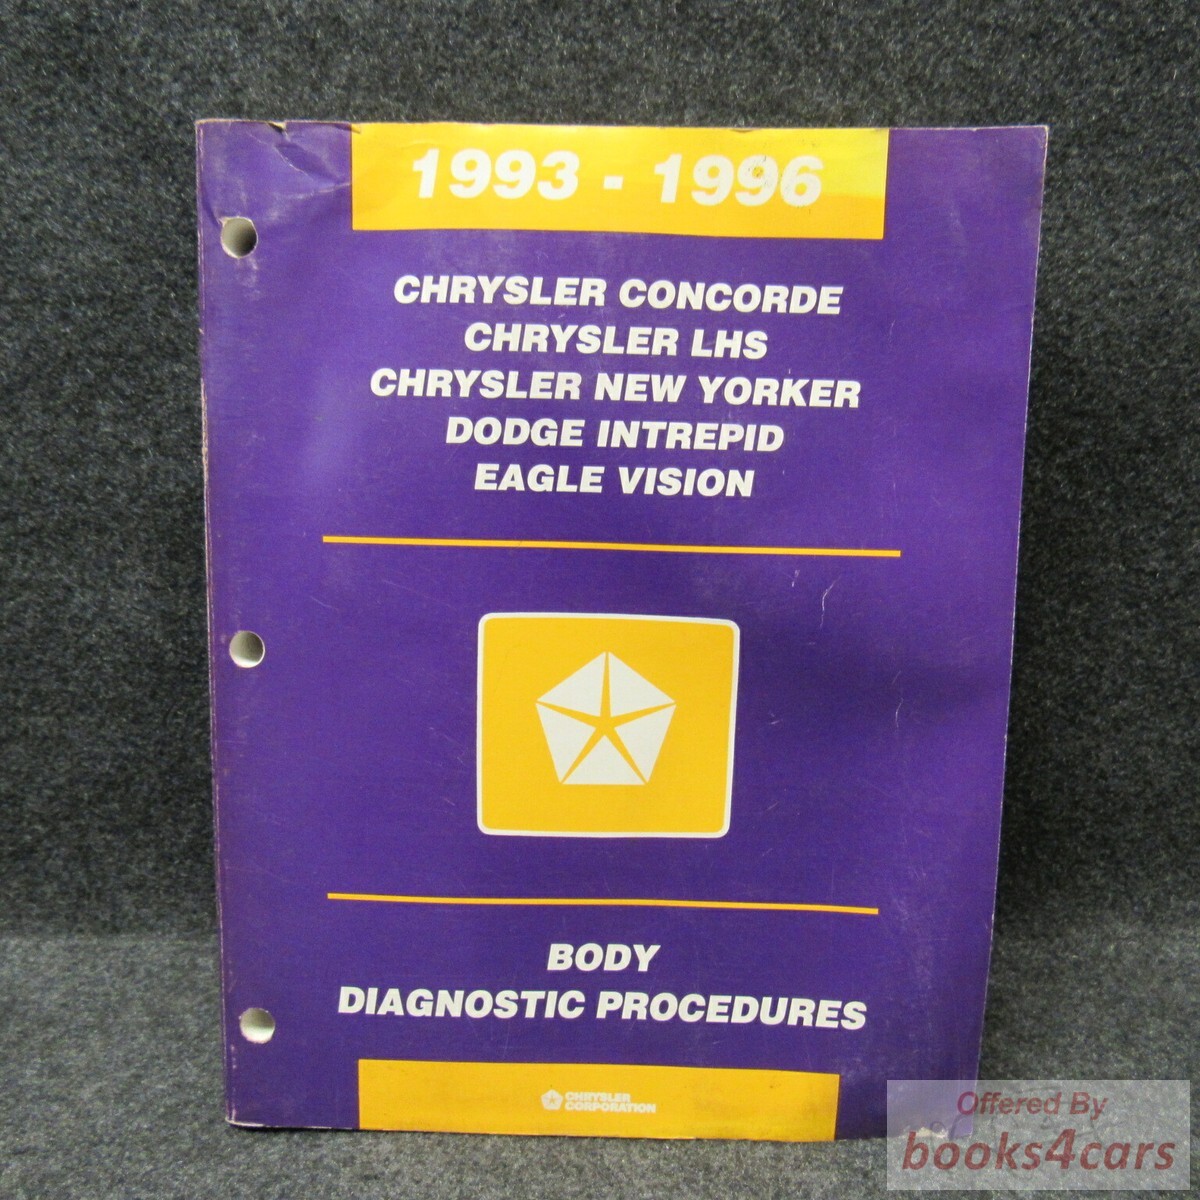 1993 - 1996
CHRYSLER CONCORDE
CHRYSLER LHS
CHRYSLER NEW YORKER
DODGE INTREPID
EAGLE VISION
BODY
DIAGNOSTIC PROCEDURES
CHRYSLER
CORPORATION
Offered By
books4cars